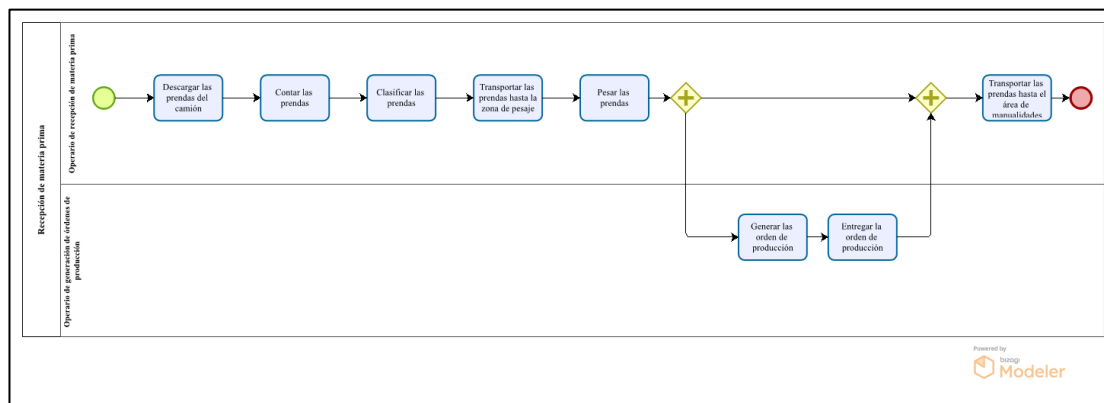 Recepción de materia prima
Operario de recepción de materia prima
Descargar las
prendas del
camión
Contar las
prendas
Clasificar las
prendas
Transportar las
prendas hasta la
zona de pesaje
Pesar las
prendas
Transportar las
prendas hasta el
área de
manualidades
Operario de generación de órdenes de
producción
Generar las
orden de
producción
Entregar la
orden de
producción
Powered by
bizagi
Modeler